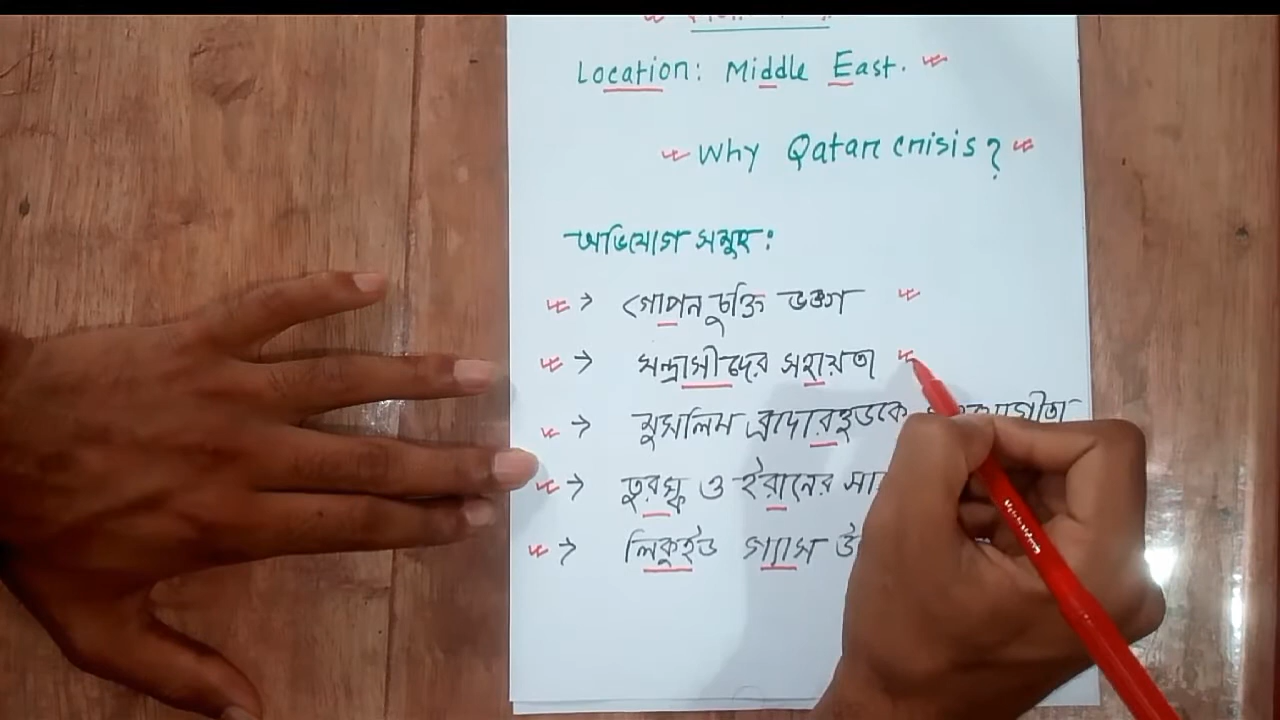 Location: Middle East.
Why Qatar crisis?
অভিযোগ সমুহ:
→ গোপন চুক্তি ভঙ্গ
→ সন্ত্রাসীদের সহায়তা
→ মুসলিম ব্রাদারহুডকে
→ তুরস্ক ও ইরানের
→ লিকুইড গ্যাস